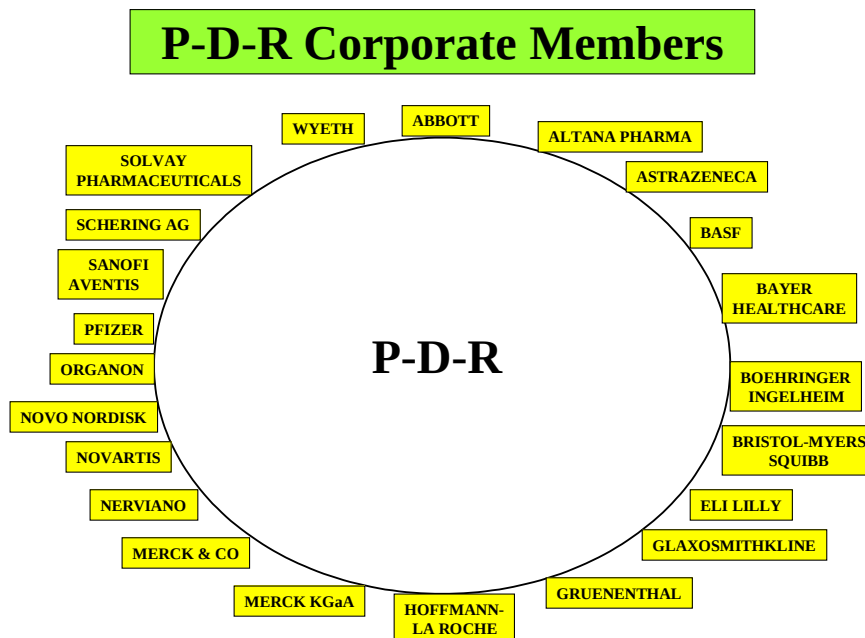 P-D-R Corporate Members
ABBOTT
ALTANA PHARMA
ASTRAZENECA
BASF
BAYER
HEALTHCARE
BOEHRINGER
INGELHEIM
BRISTOL-MYERS
SQUIBB
ELI LILLY
GLAXOSMITHKLINE
GRUENENTHAL
HOFFMANN-
LA ROCHE
MERCK KGaA
MERCK & CO
NERVIANO
NOVARTIS
NOVO NORDISK
ORGANON
PFIZER
SANOFI
AVENTIS
SCHERING AG
SOLVAY
PHARMACEUTICALS
WYETH
P-D-R